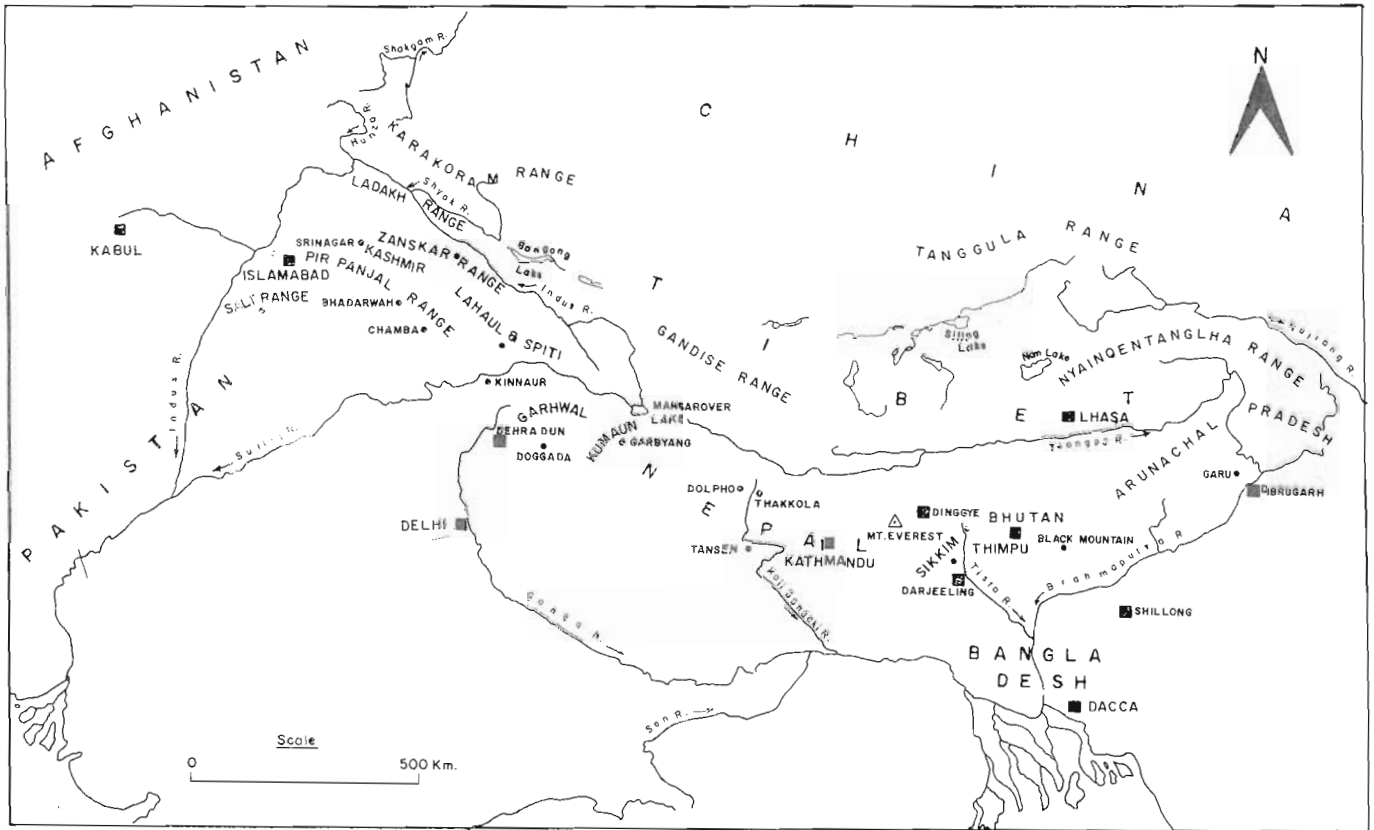 AFGHANISTAN
Shakgam R.
Hunza R.
KARAKORAM RANGE
CHINA
N
LADAKH RANGE
Shyok R.
KABUL
SRINAGAR
KASHMIR
ZANSKAR RANGE
ISLAMABAD
PIR PANJAL RANGE
SALT RANGE
BHADARWAH
CHAMBA
LAHAUL & SPITI
Lake
Indus R.
TIBET
TANGGULA RANGE
GANDISE RANGE
Siling Lake
Nam Lake
NYAINQENTANGLHA RANGE
PAKISTAN
Indus R.
KINNAUR
GARHWAL
DEHRA DUN
DOGGADA
KUMAUN
MANSAROVER LAKE
GARBYANG
LHASA
Tsangpo R.
ARUNACHAL PRADESH
GARU
DIBRUGARH
DELHI
NEPAL
DOLPHO
THAKKOLA
TANSEN
KATHMANDU
MT. EVEREST
DINGGYE
BHUTAN
THIMPU
BLACK MOUNTAIN
SIKKIM
DARJEELING
Tista R.
Brahmaputra R
SHILLONG
Ganga R.
Kali Gandaki R.
BANGLA
DESH
DACCA
Son R.
Scale
0 500 Km.